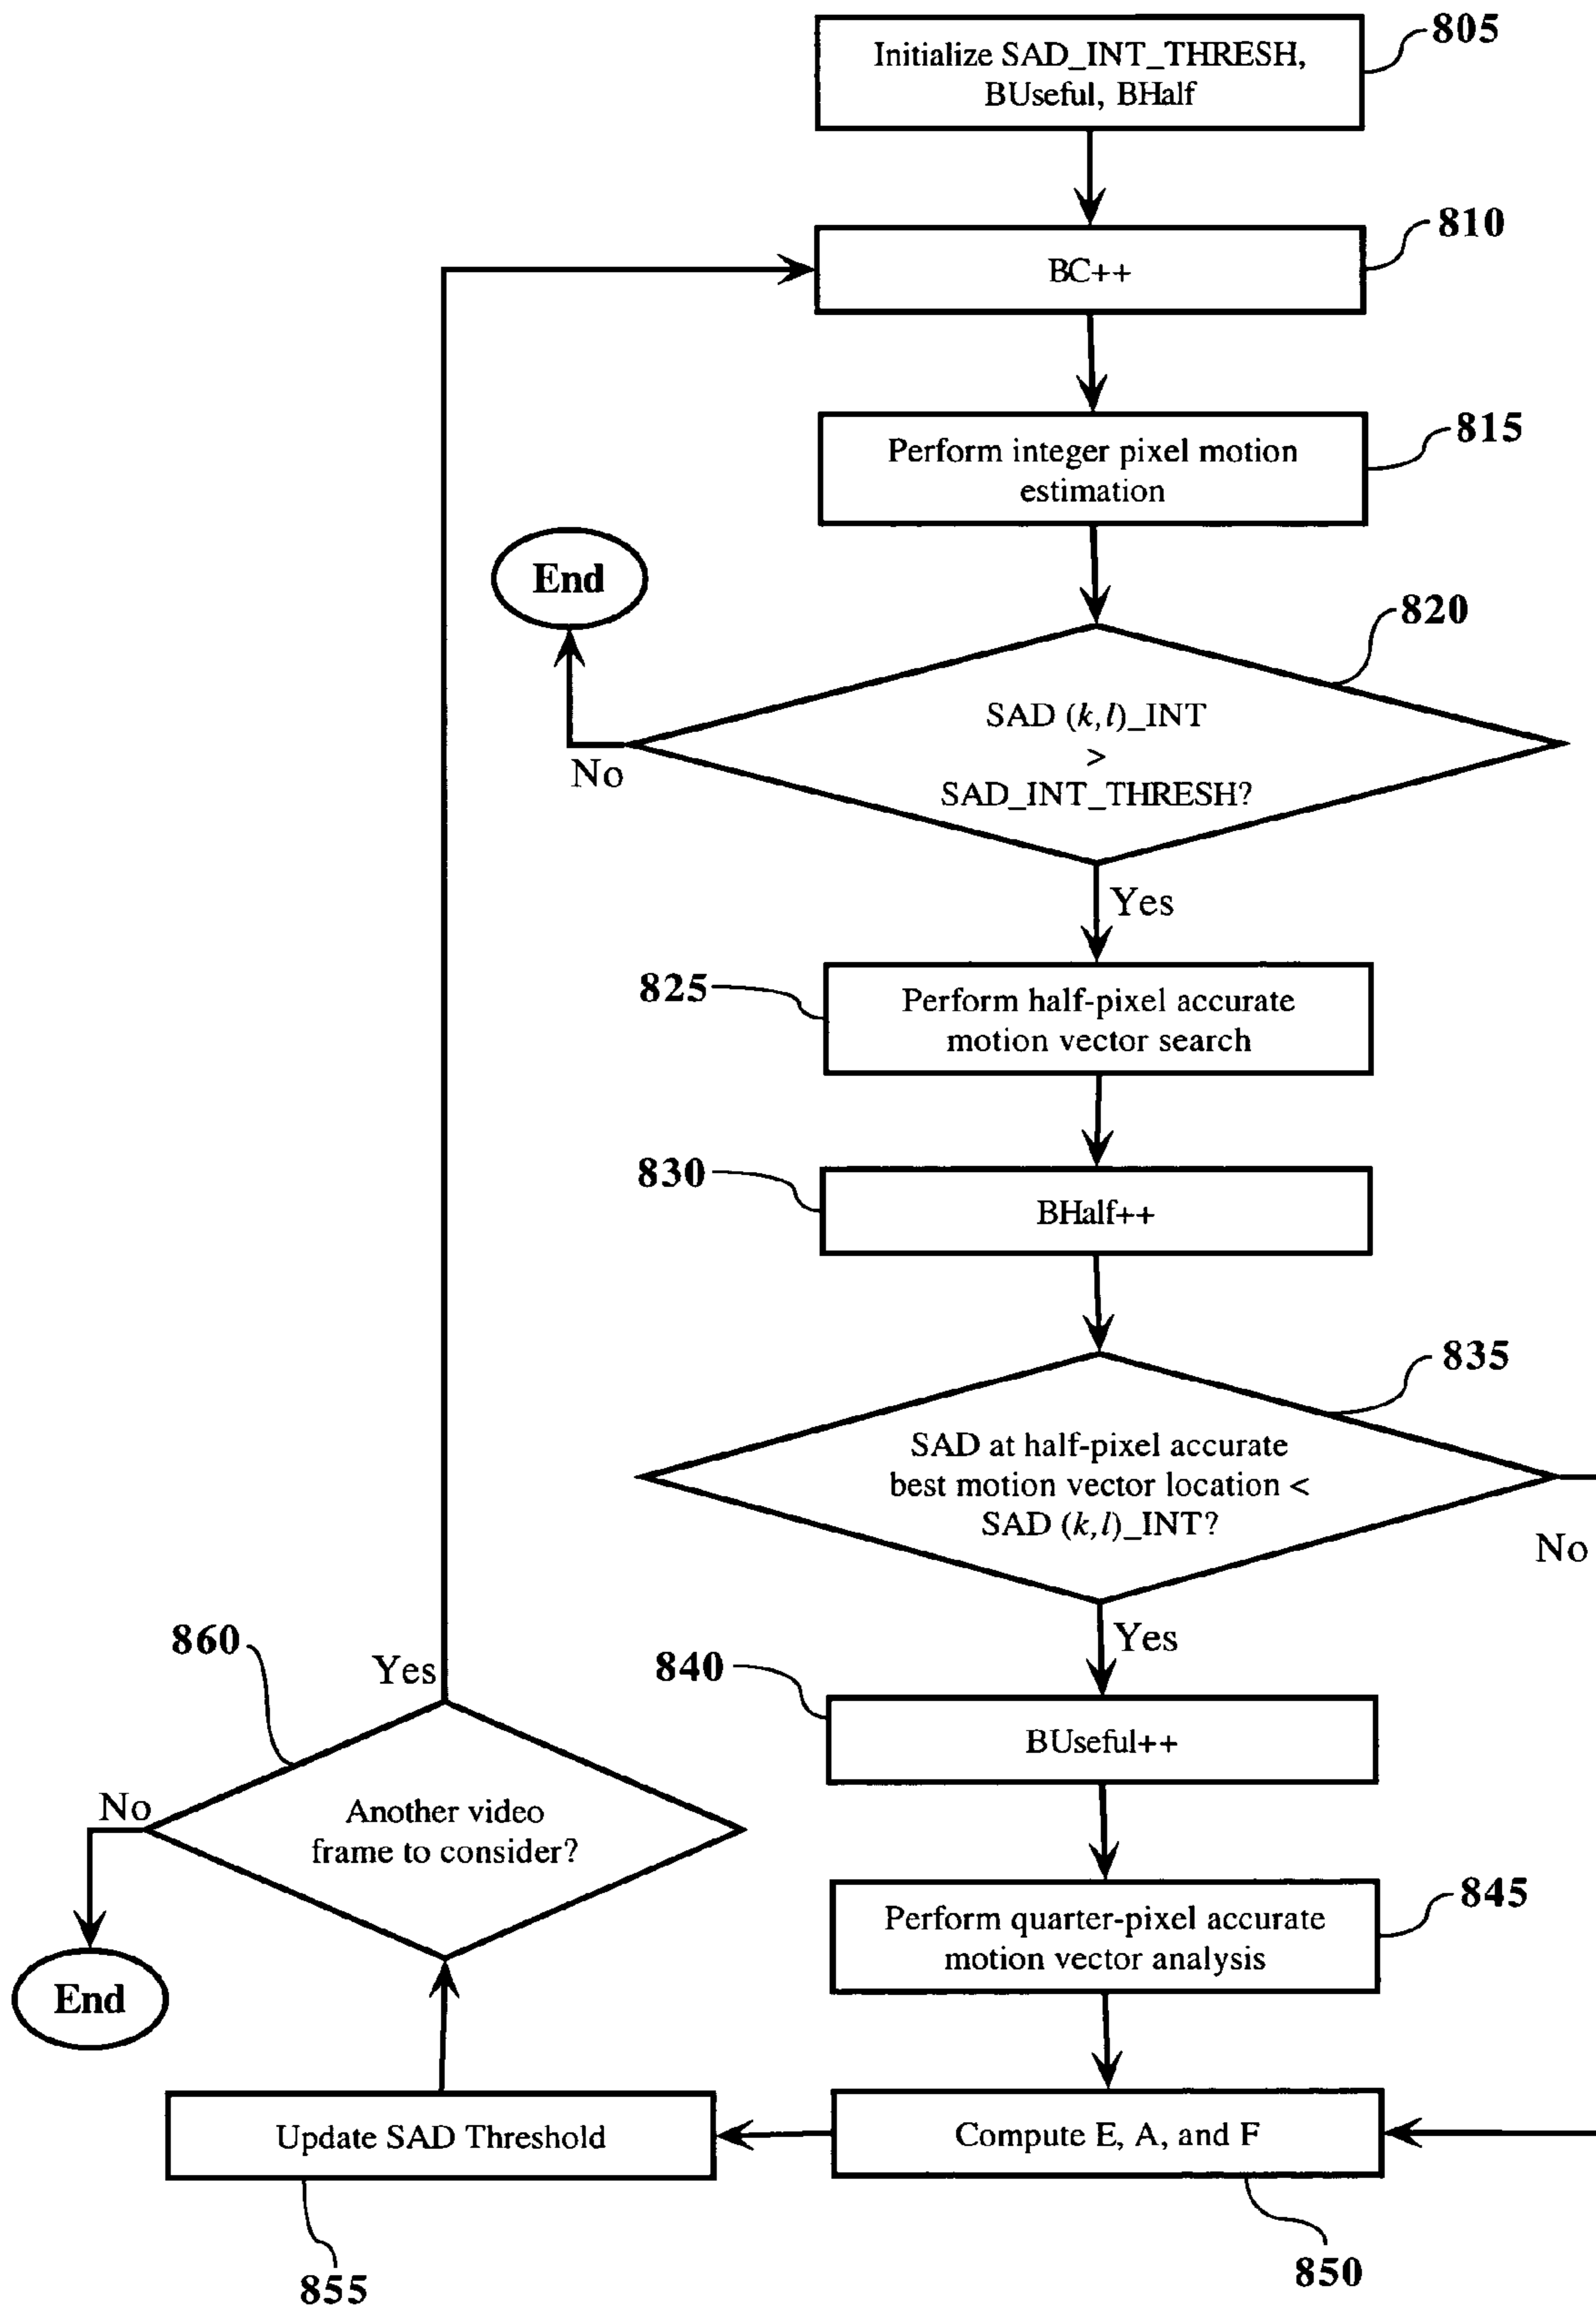 805
Initialize SAD_INT_THRESH,
BUseful, BHalf
810
BC++
815
Perform integer pixel motion
estimation
End
820
SAD (k,l)_INT
>
SAD_INT_THRESH?
No
Yes
825
Perform half-pixel accurate
motion vector search
830
BHalf++
835
SAD at half-pixel accurate
best motion vector location <
SAD (k,l)_INT?
No
Yes
840
BUseful++
860
Yes
No
Another video
frame to consider?
845
Perform quarter-pixel accurate
motion vector analysis
End
Update SAD Threshold
Compute E, A, and F
850
855